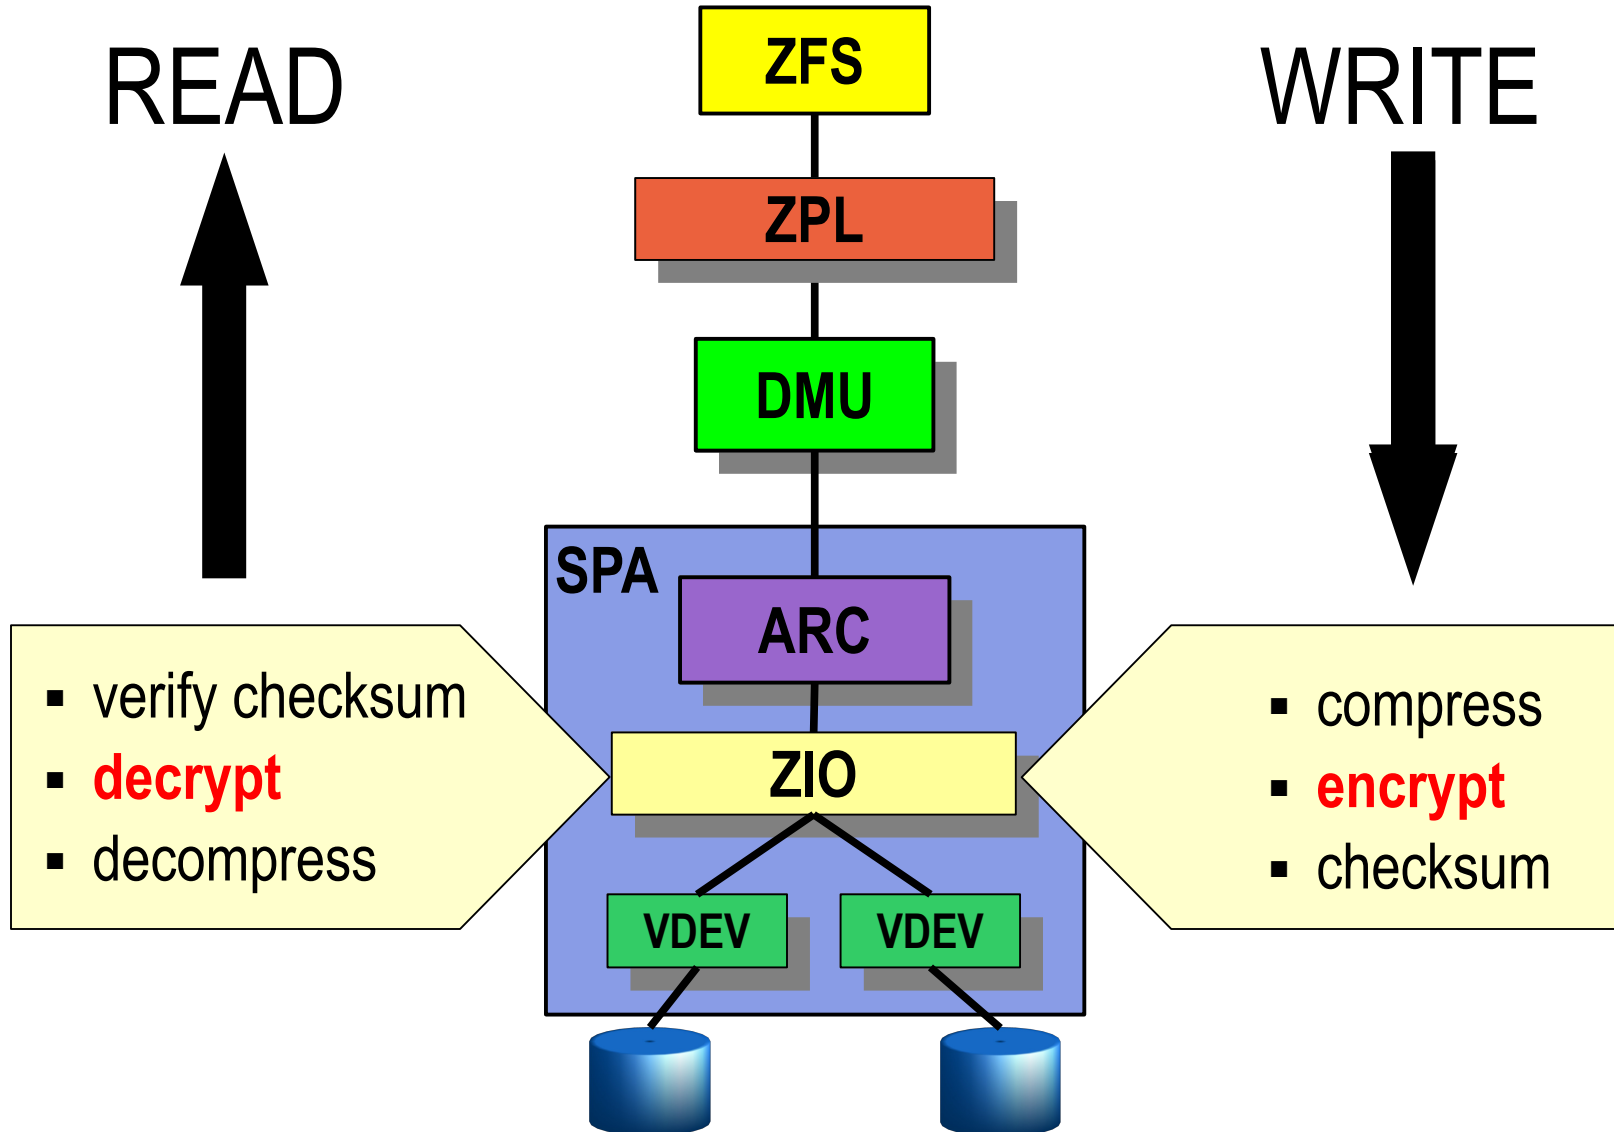 READ
ZFS
WRITE
ZPL
DMU
SPA
ARC
▪ verify checksum
▪ decrypt
▪ decompress
ZIO
▪ compress
▪ encrypt
▪ checksum
VDEV
VDEV